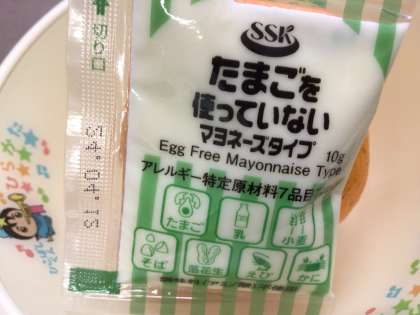 切り口
SSK
たまごを
使っていない
マヨネーズタイプ
Egg Free Mayonnaise Type 10g
アレルギー特定原材料7品目
たまご 乳 小麦
そば 落花生 えび かに